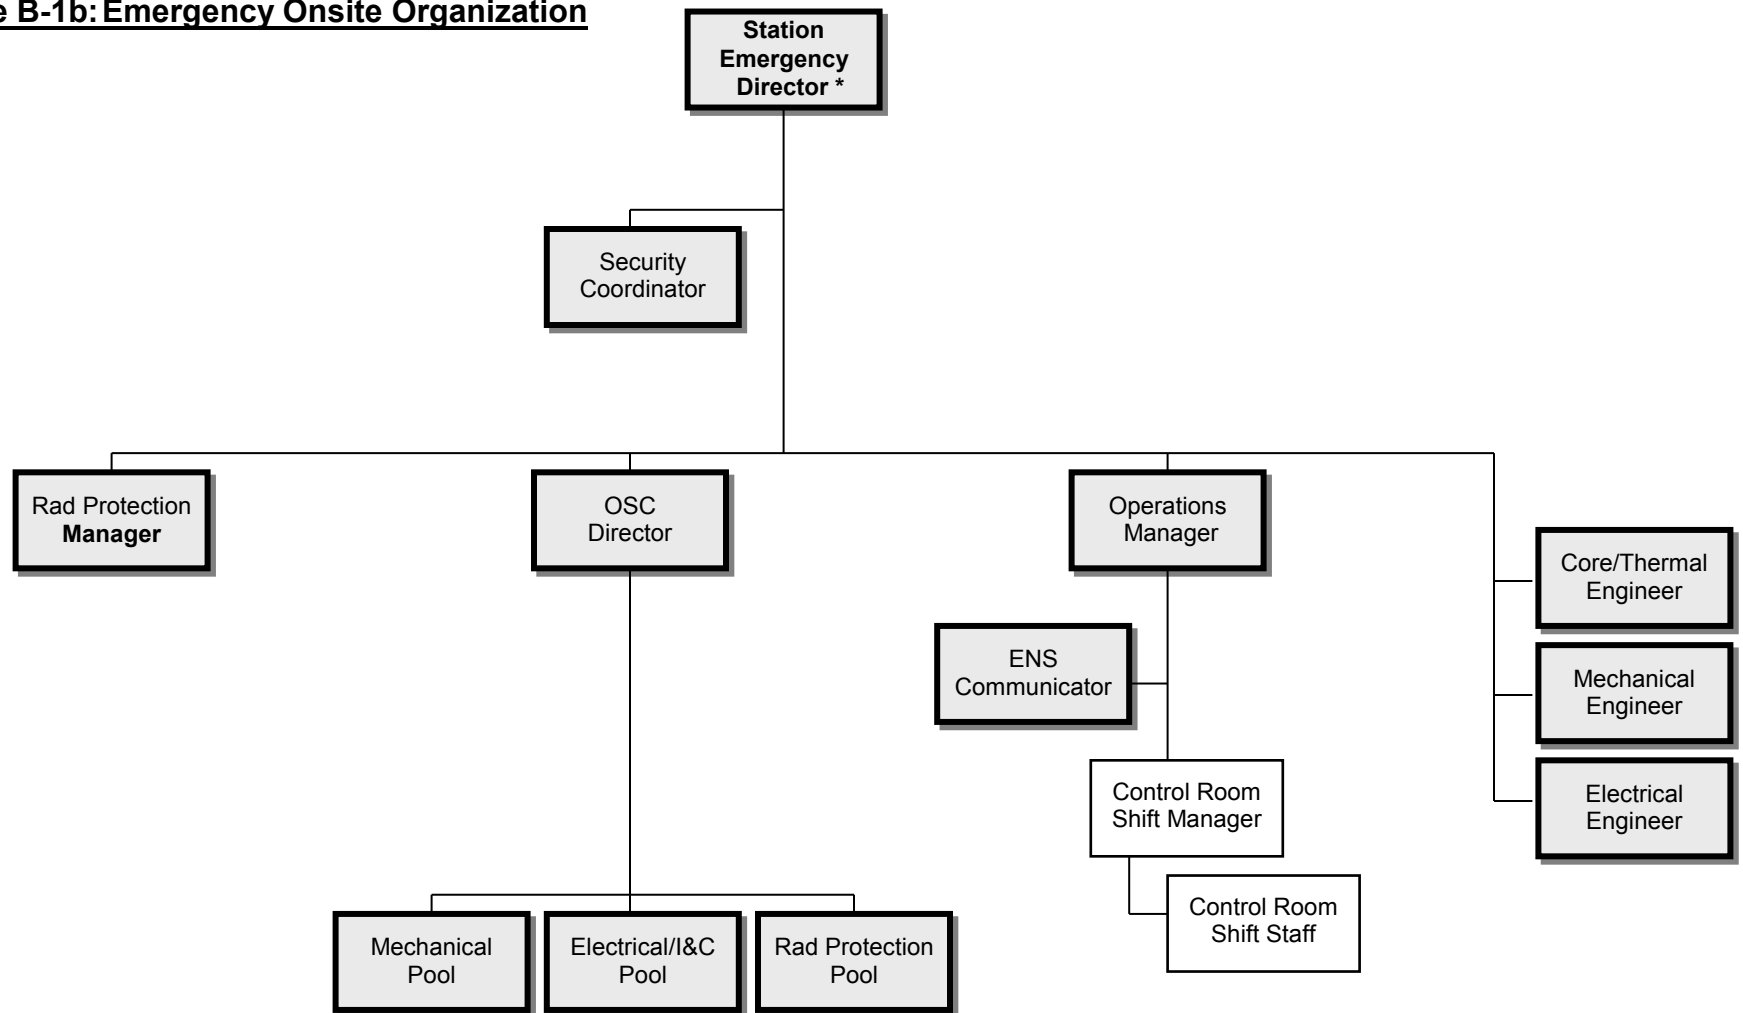 e B-1b: Emergency Onsite Organization
Station
Emergency
Director *
Security
Coordinator
Rad Protection
Manager
OSC
Director
Operations
Manager
Core/Thermal
Engineer
ENS
Communicator
Mechanical
Engineer
Control Room
Shift Manager
Electrical
Engineer
Control Room
Shift Staff
Mechanical
Pool
Electrical/I&C
Pool
Rad Protection
Pool